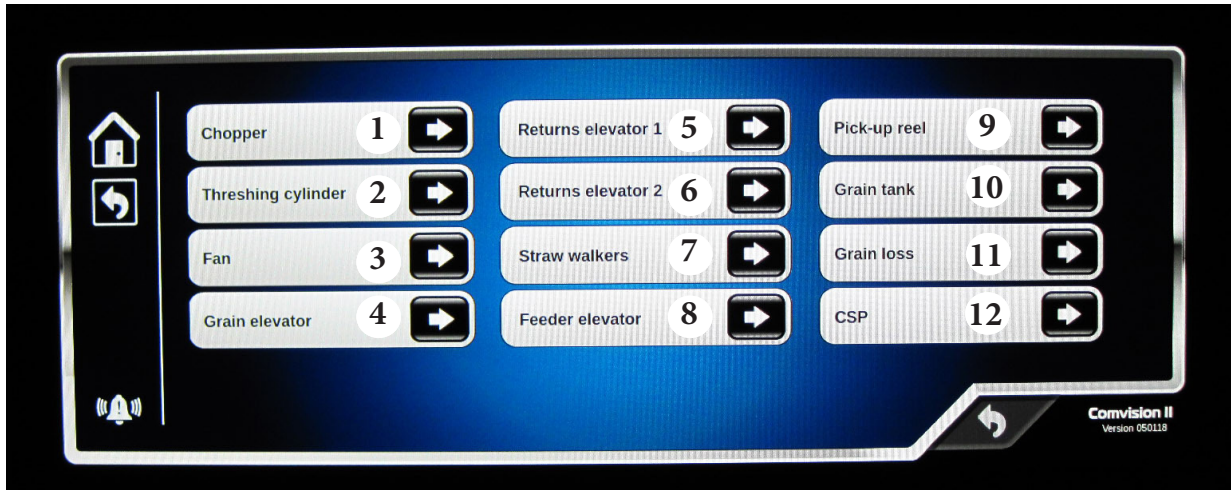 Chopper 1
Threshing cylinder 2
Fan 3
Grain elevator 4
Returns elevator 1 5
Returns elevator 2 6
Straw walkers 7
Feeder elevator 8
Pick-up reel 9
Grain tank 10
Grain loss 11
CSP 12
Comvision II
Version 050118